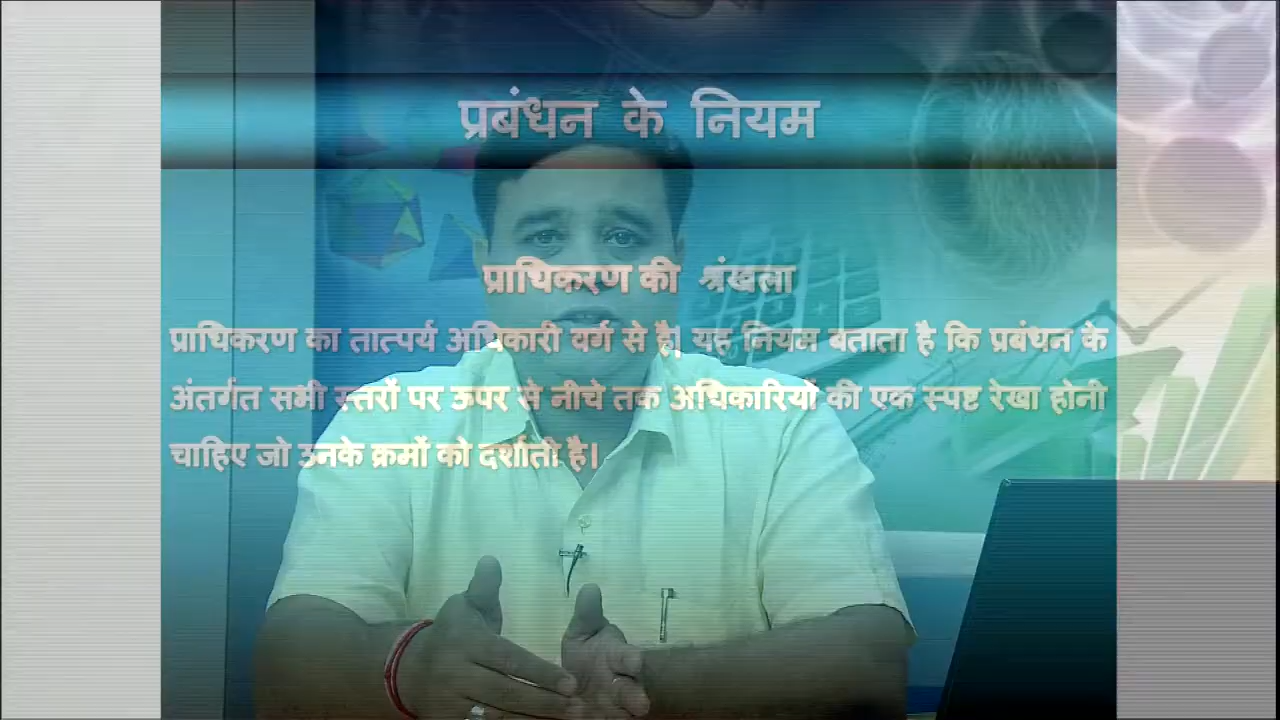 प्रबंधन के नियम
प्राधिकरण की श्रंखला
प्राधिकरण का तात्पर्य अधिकारी वर्ग से है| यह नियम बताता है कि प्रबंधन के
अंतर्गत सभी स्तरों पर ऊपर से नीचे तक अधिकारियों की एक स्पष्ट रेखा होनी
चाहिए जो उनके क्रमों को दर्शाती है।